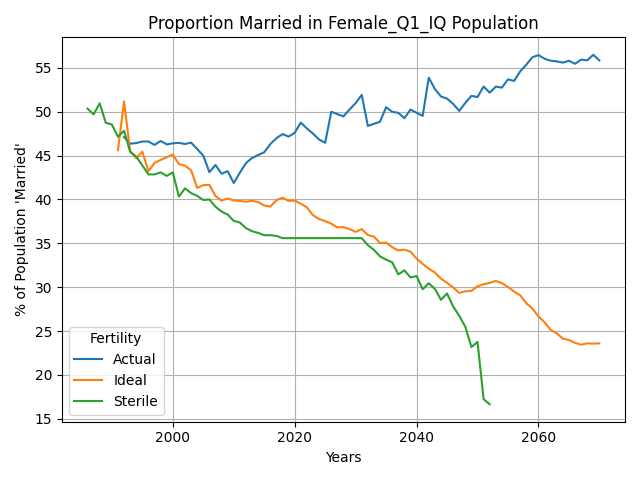 Proportion Married in Female_Q1_IQ Population
% of Population 'Married'
55
50
45
40
35
30
25
20
15
Fertility
Actual
Ideal
Sterile
2000 2020 2040 2060
Years